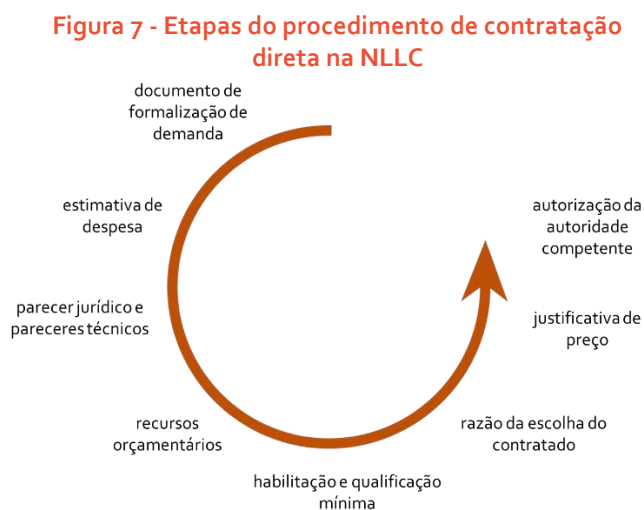 Figura 7 - Etapas do procedimento de contratação
direta na NLLC
documento de
formalização de
demanda
estimativa de
despesa
parecer jurídico e
pareceres técnicos
recursos
orçamentários
habilitação e qualificação
mínima
razão da escolha do
contratado
justificativa de
preço
autorização da
autoridade
competente